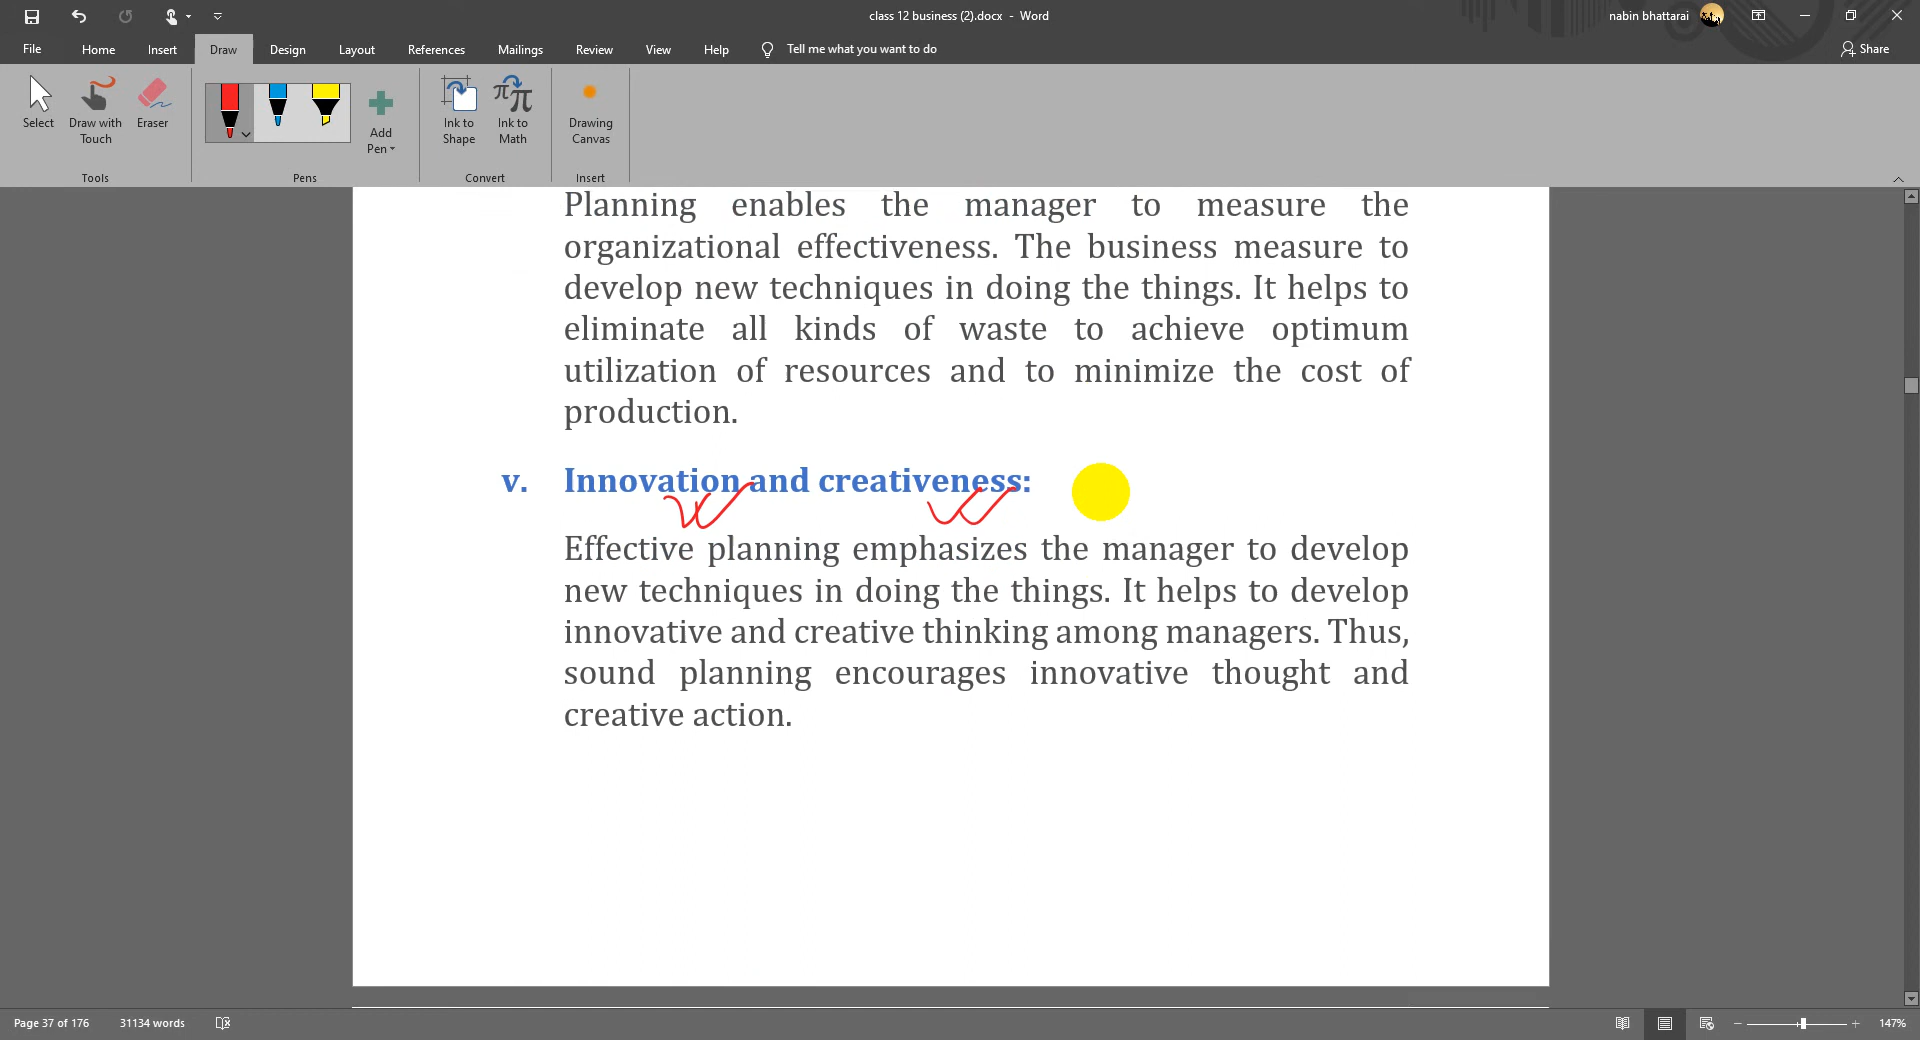 class 12 business (2).docx - Word
nabin bhattarai
File Home Insert Draw Design Layout References Mailings Review View Help Tell me what you want to do Share
Select
Draw with Touch
Eraser
Add Pen
Ink to Shape
Ink to Math
Drawing Canvas
Tools Pens Convert Insert
Planning enables the manager to measure the
organizational effectiveness. The business measure to
develop new techniques in doing the things. It helps to
eliminate all kinds of waste to achieve optimum
utilization of resources and to minimize the cost of
production.
v. Innovation and creativeness:
Effective planning emphasizes the manager to develop
new techniques in doing the things. It helps to develop
innovative and creative thinking among managers. Thus,
sound planning encourages innovative thought and
creative action.
Page 37 of 176 31134 words 147%